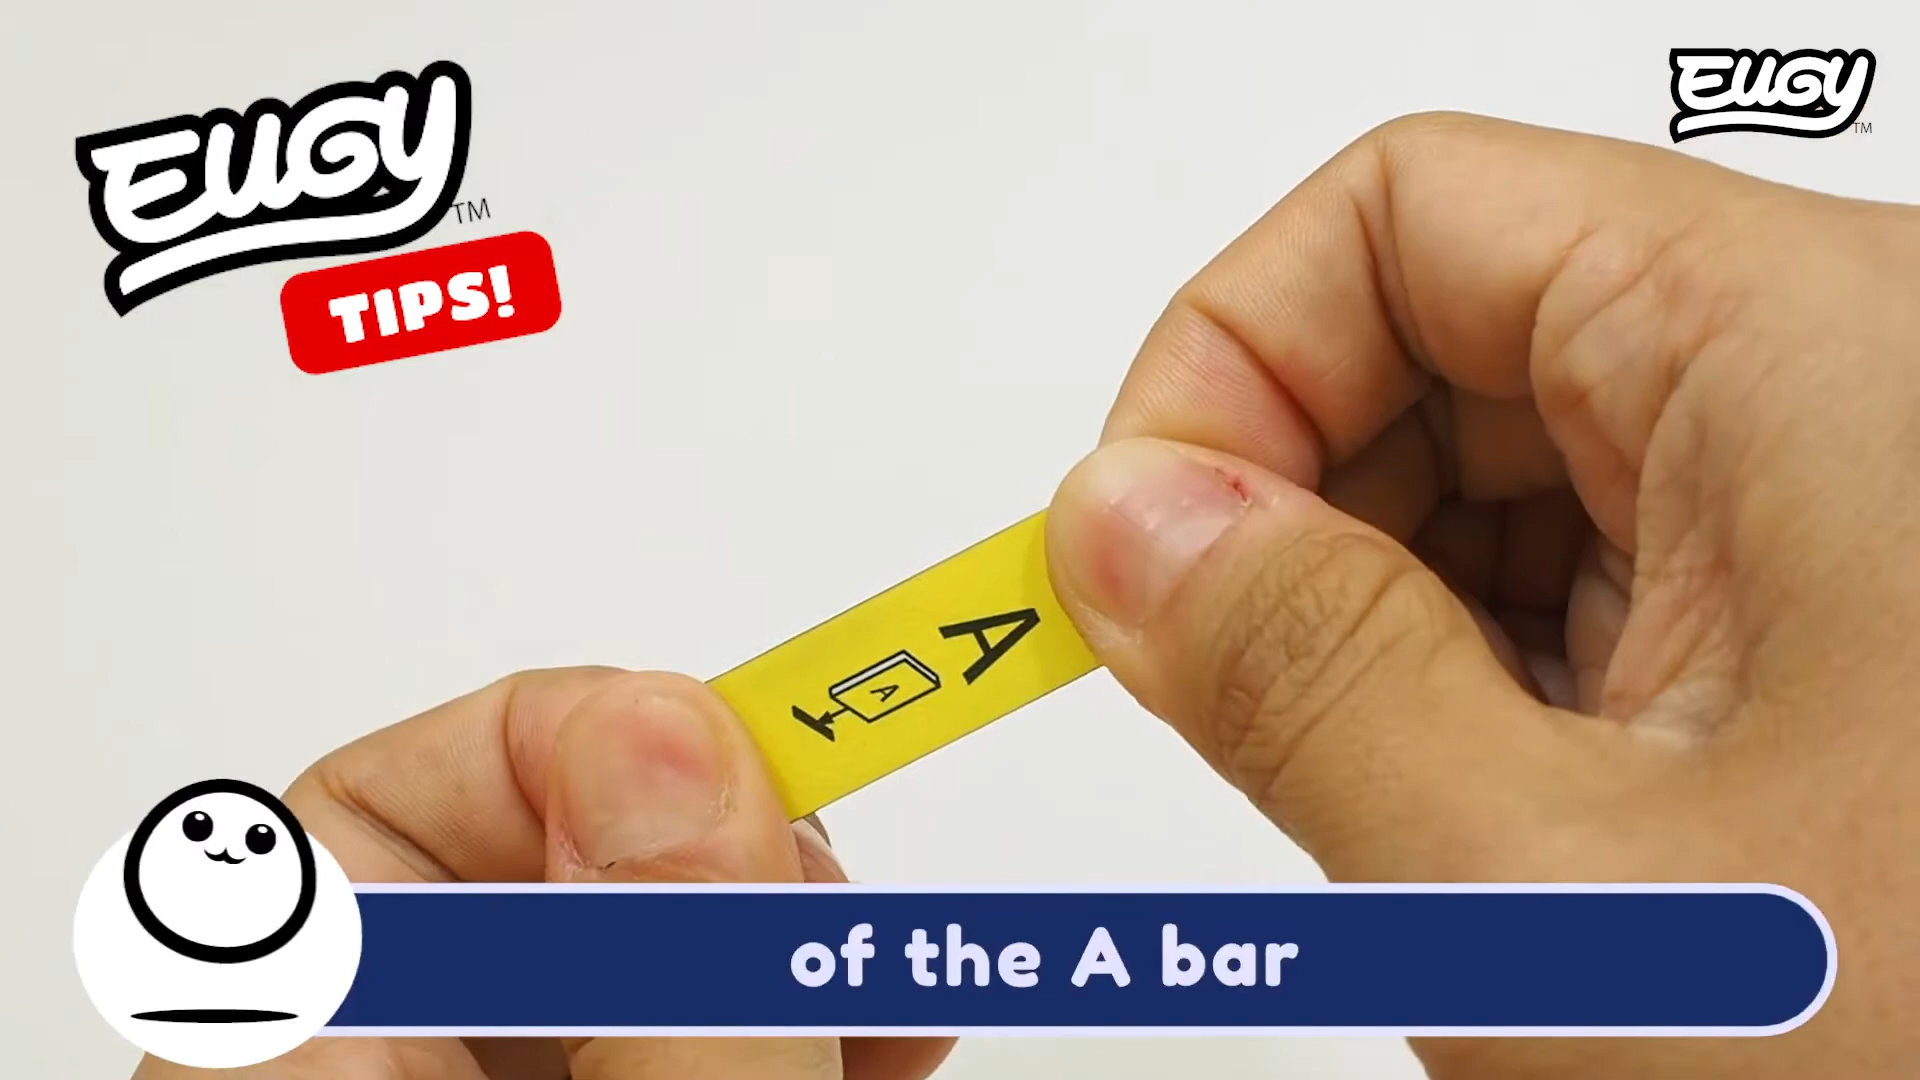 EUGY
TM
TIPS!
EUGY
TM
A
A
of the A bar